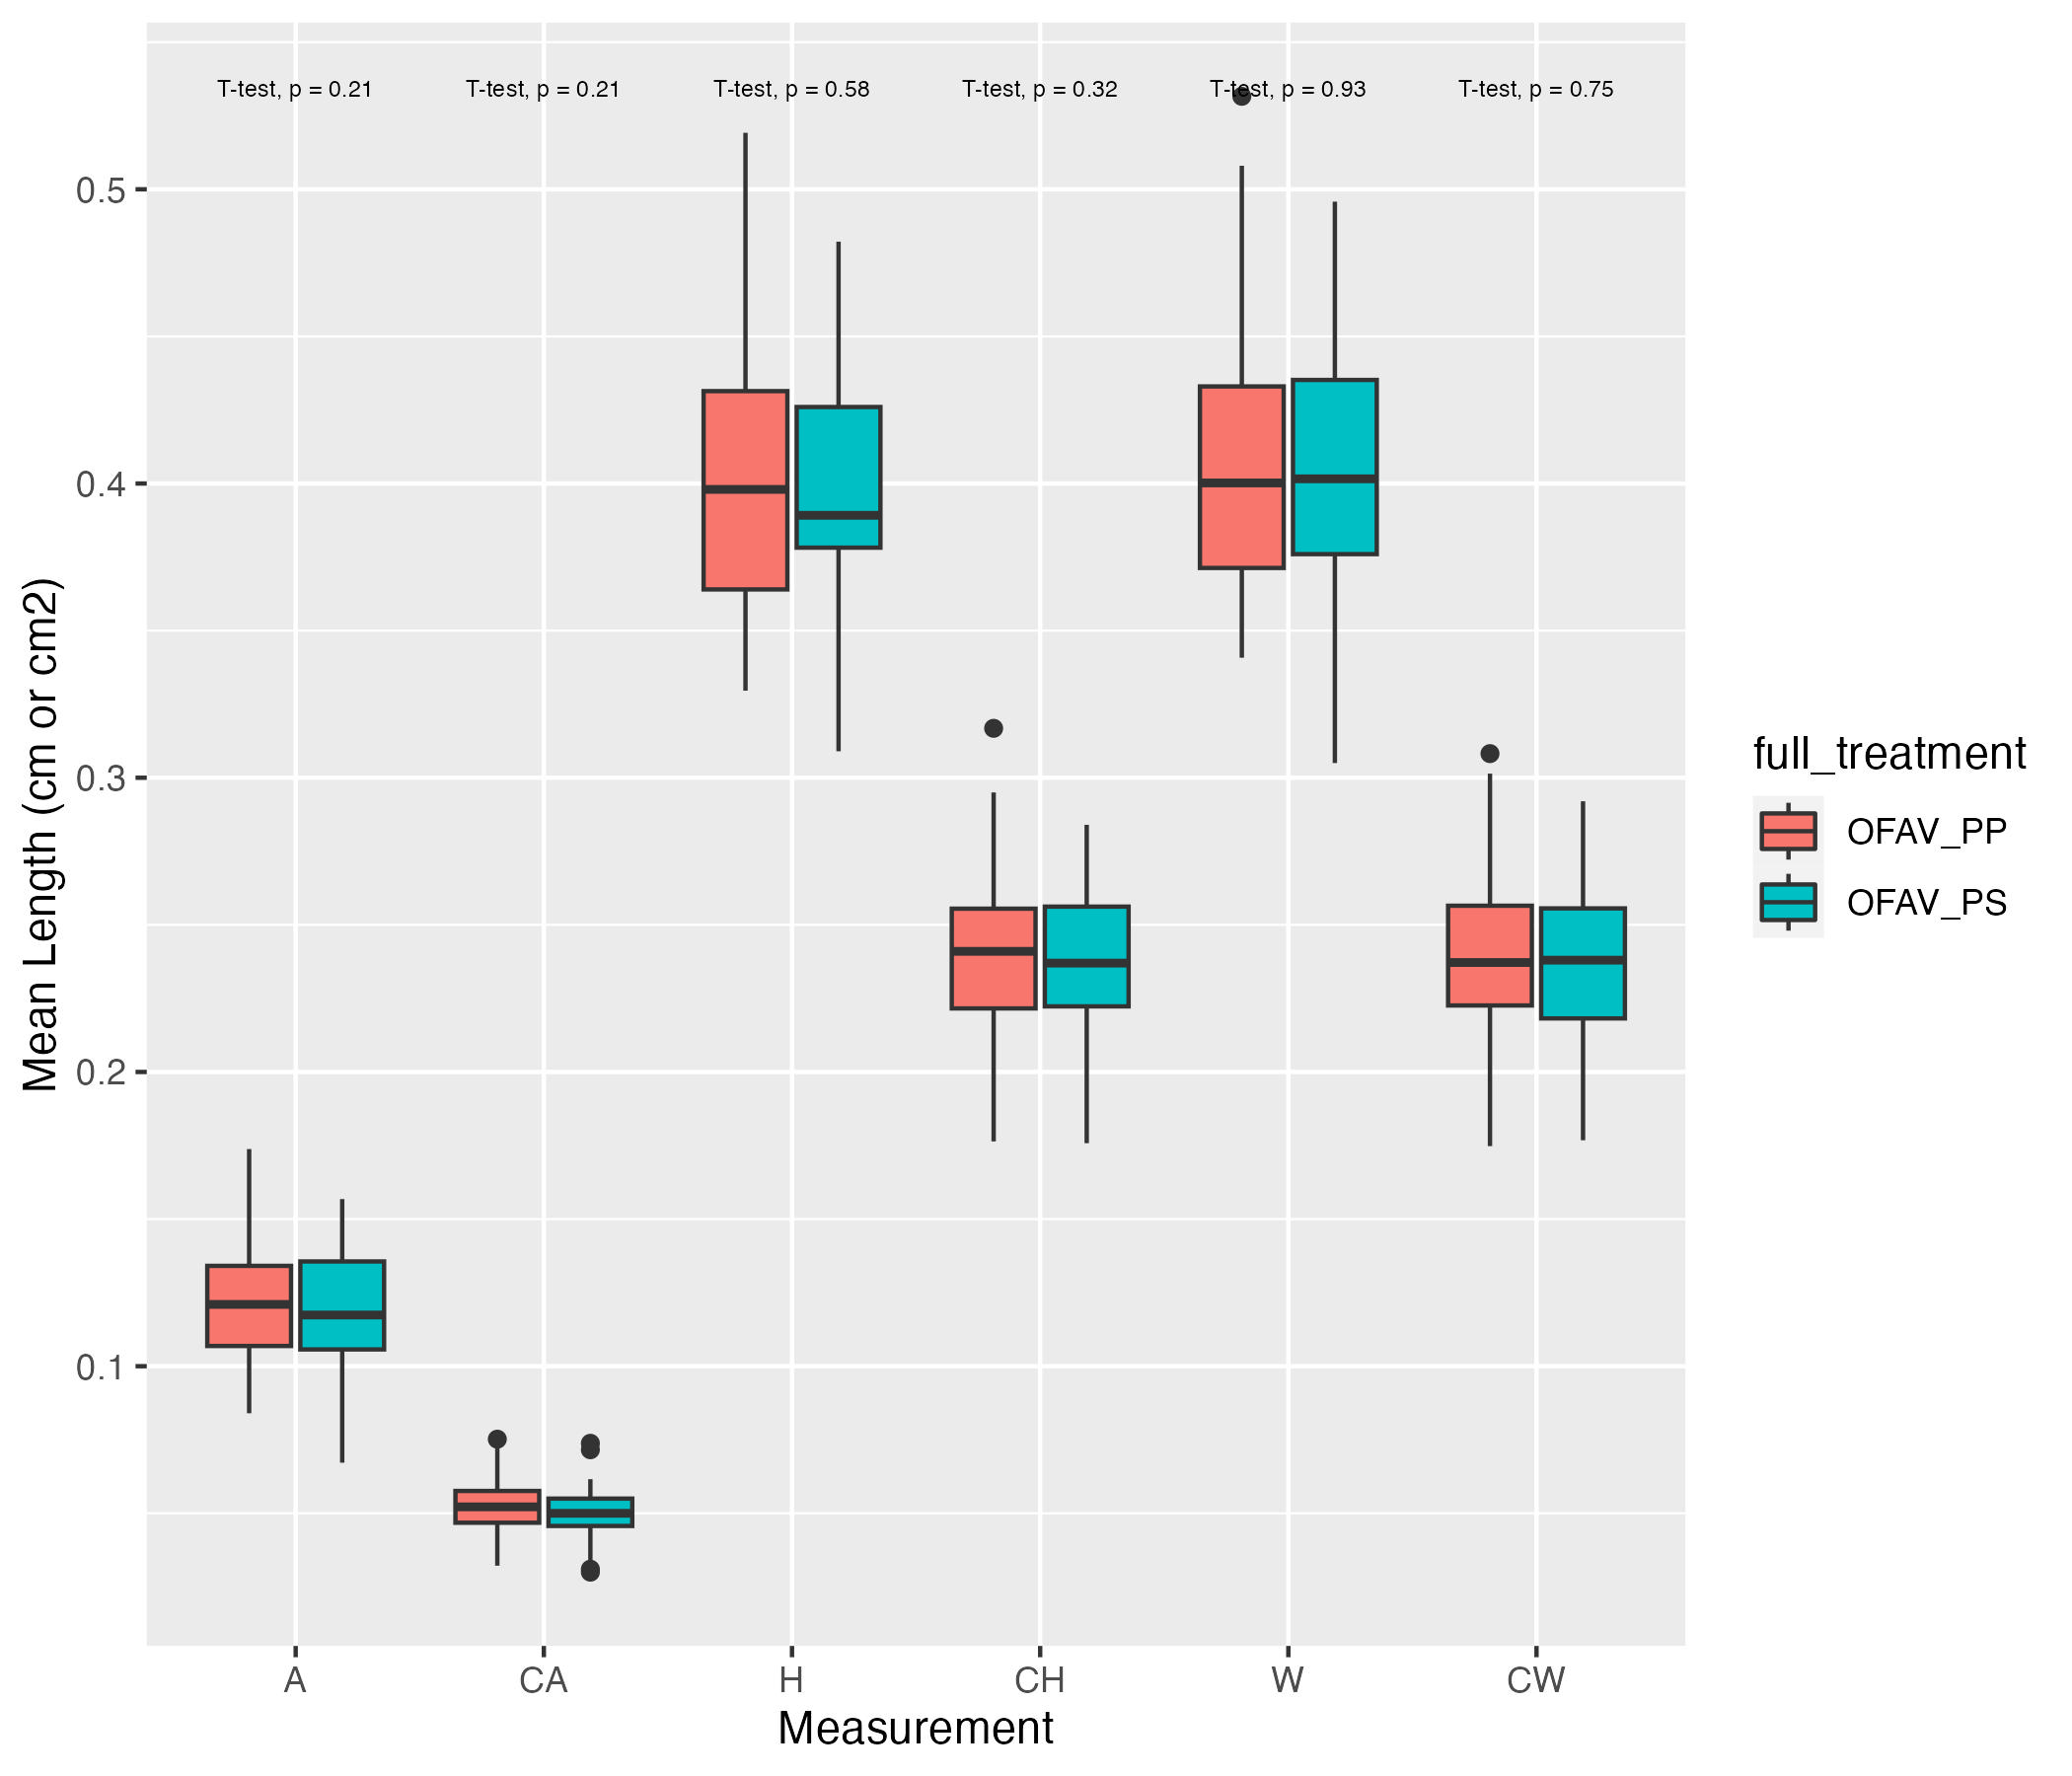 T-test, p = 0.21
T-test, p = 0.21
T-test, p = 0.58
T-test, p = 0.32
T-test, p = 0.93
T-test, p = 0.75
0.5
0.4
0.3
0.2
0.1
Mean Length (cm or cm2)
A
CA
H
CH
W
CW
Measurement
full_treatment
OFAV_PP
OFAV_PS